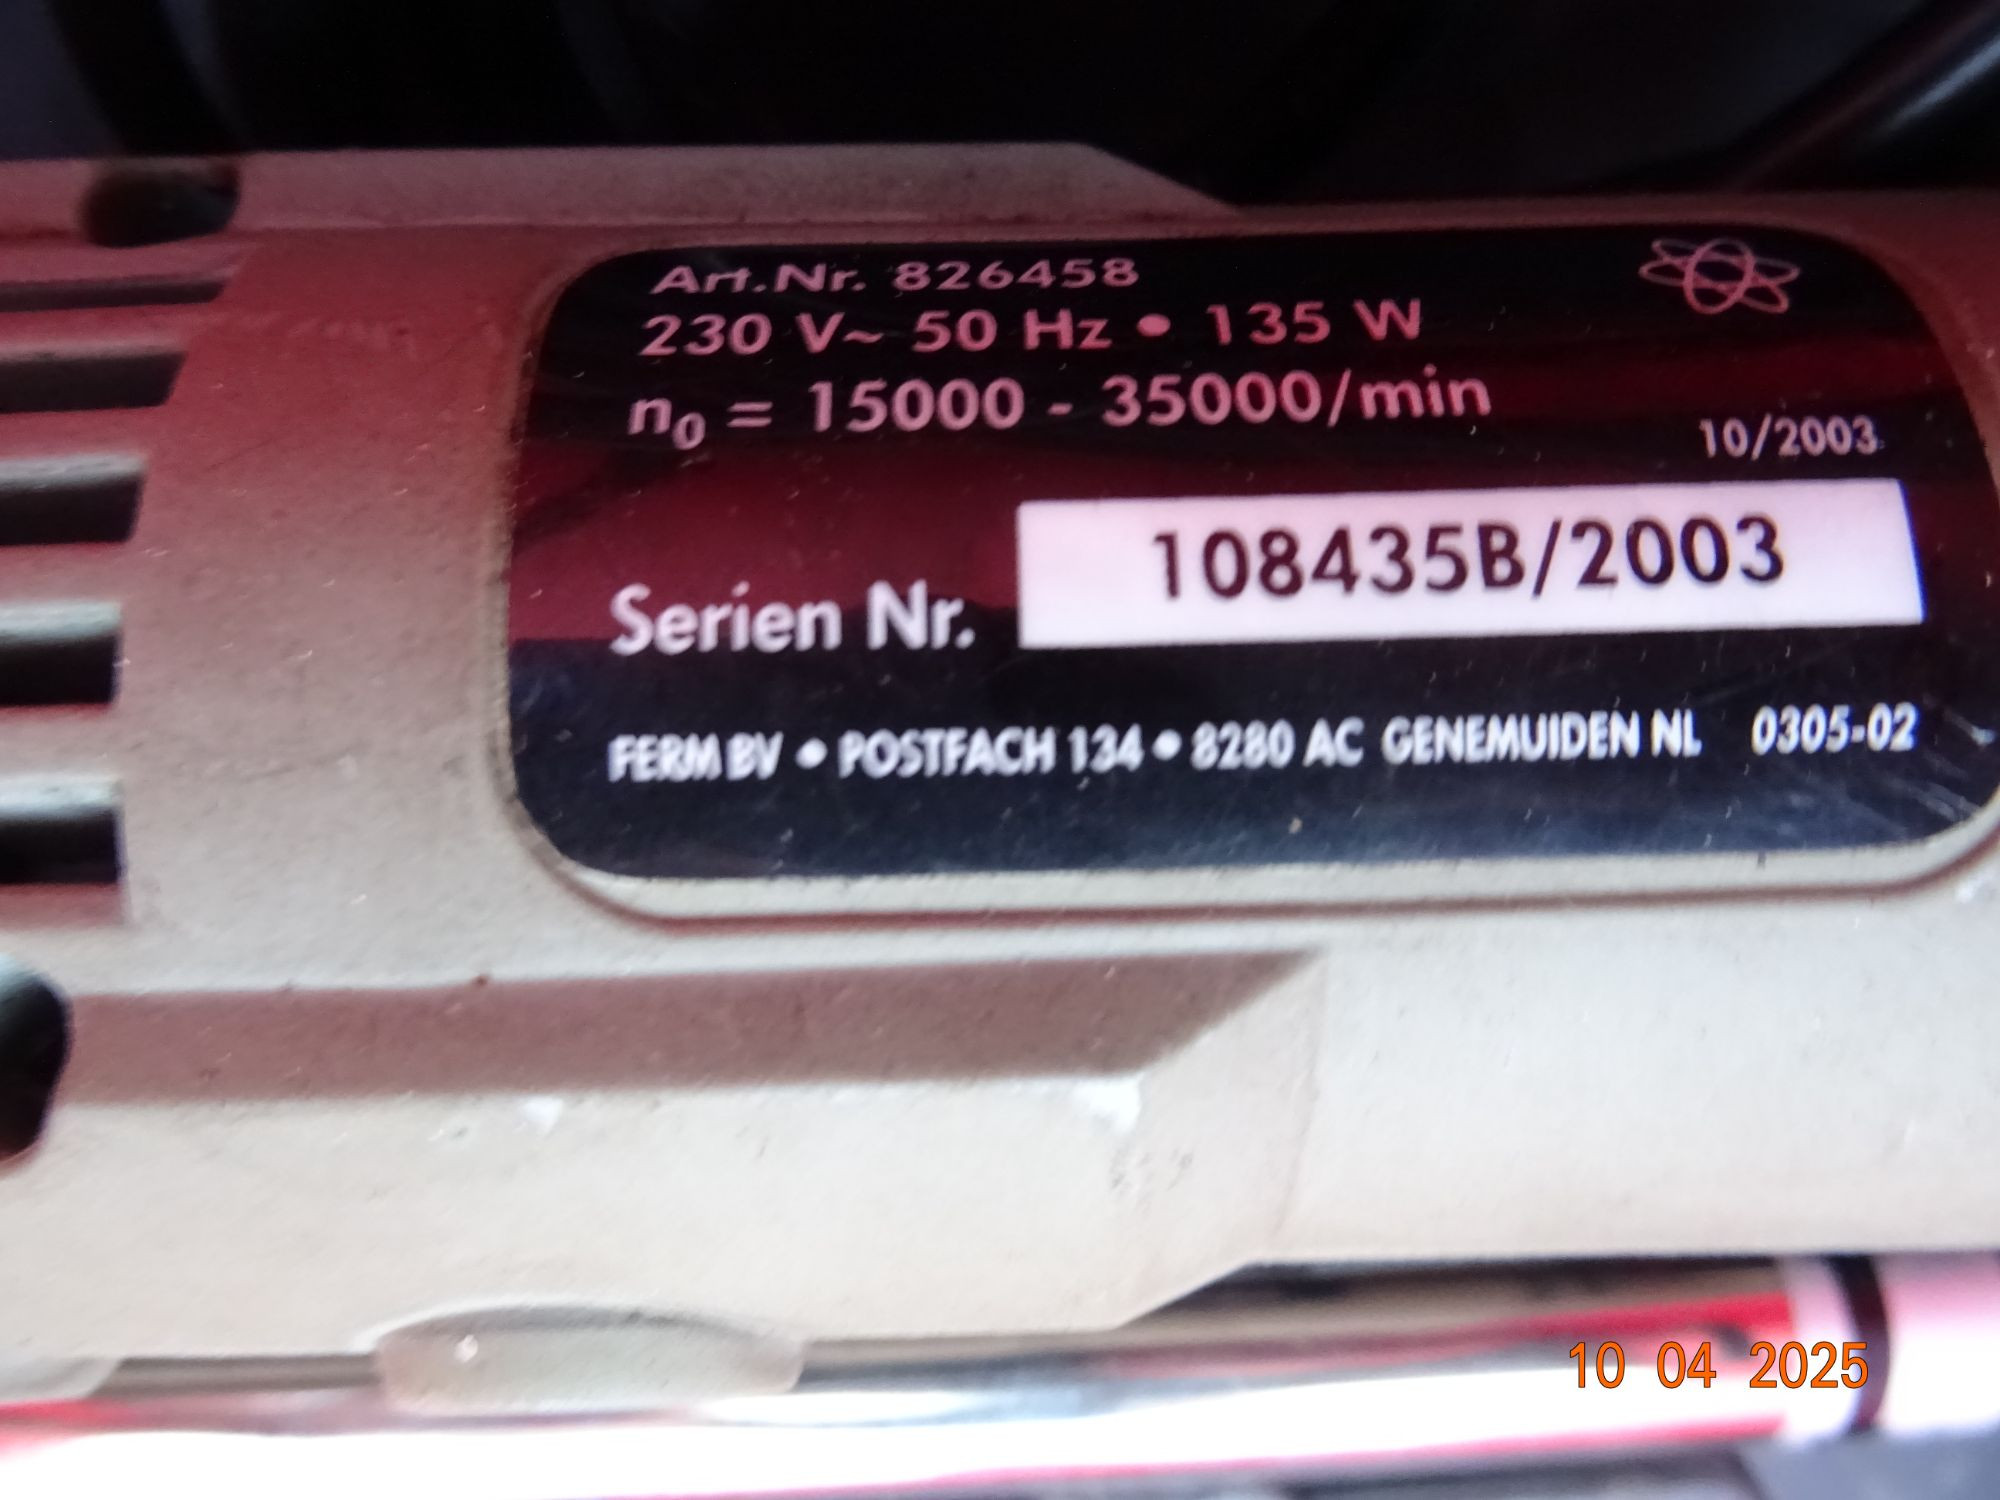 Art.Nr. 826458
230 V~ 50 Hz • 135 W
n₀ = 15000 - 35000/min
10/2003
Serien Nr. 108435B/2003
FERM BV • POSTFACH 134 • 8280 AC GENEMUIDEN NL 0305-02
10 04 2025